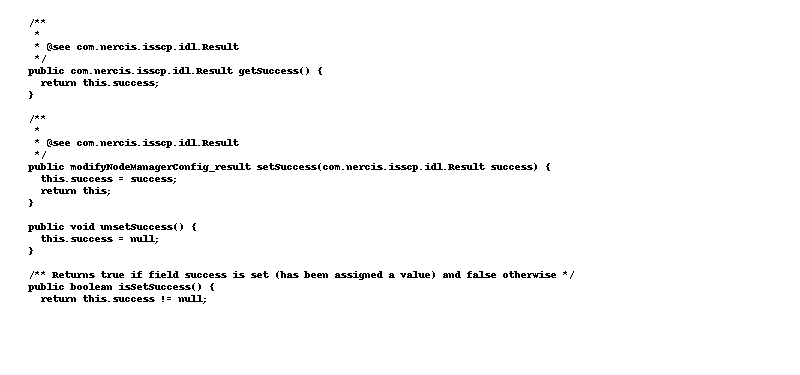 /**
 *
 * @see com.nercis.isscp.idl.Result
 */
public com.nercis.isscp.idl.Result getSuccess() {
  return this.success;
}

/**
 *
 * @see com.nercis.isscp.idl.Result
 */
public modifyNodeManagerConfig_result setSuccess(com.nercis.isscp.idl.Result success) {
  this.success = success;
  return this;
}

public void unsetSuccess() {
  this.success = null;
}

/** Returns true if field success is set (has been assigned a value) and false otherwise */
public boolean isSetSuccess() {
  return this.success != null;